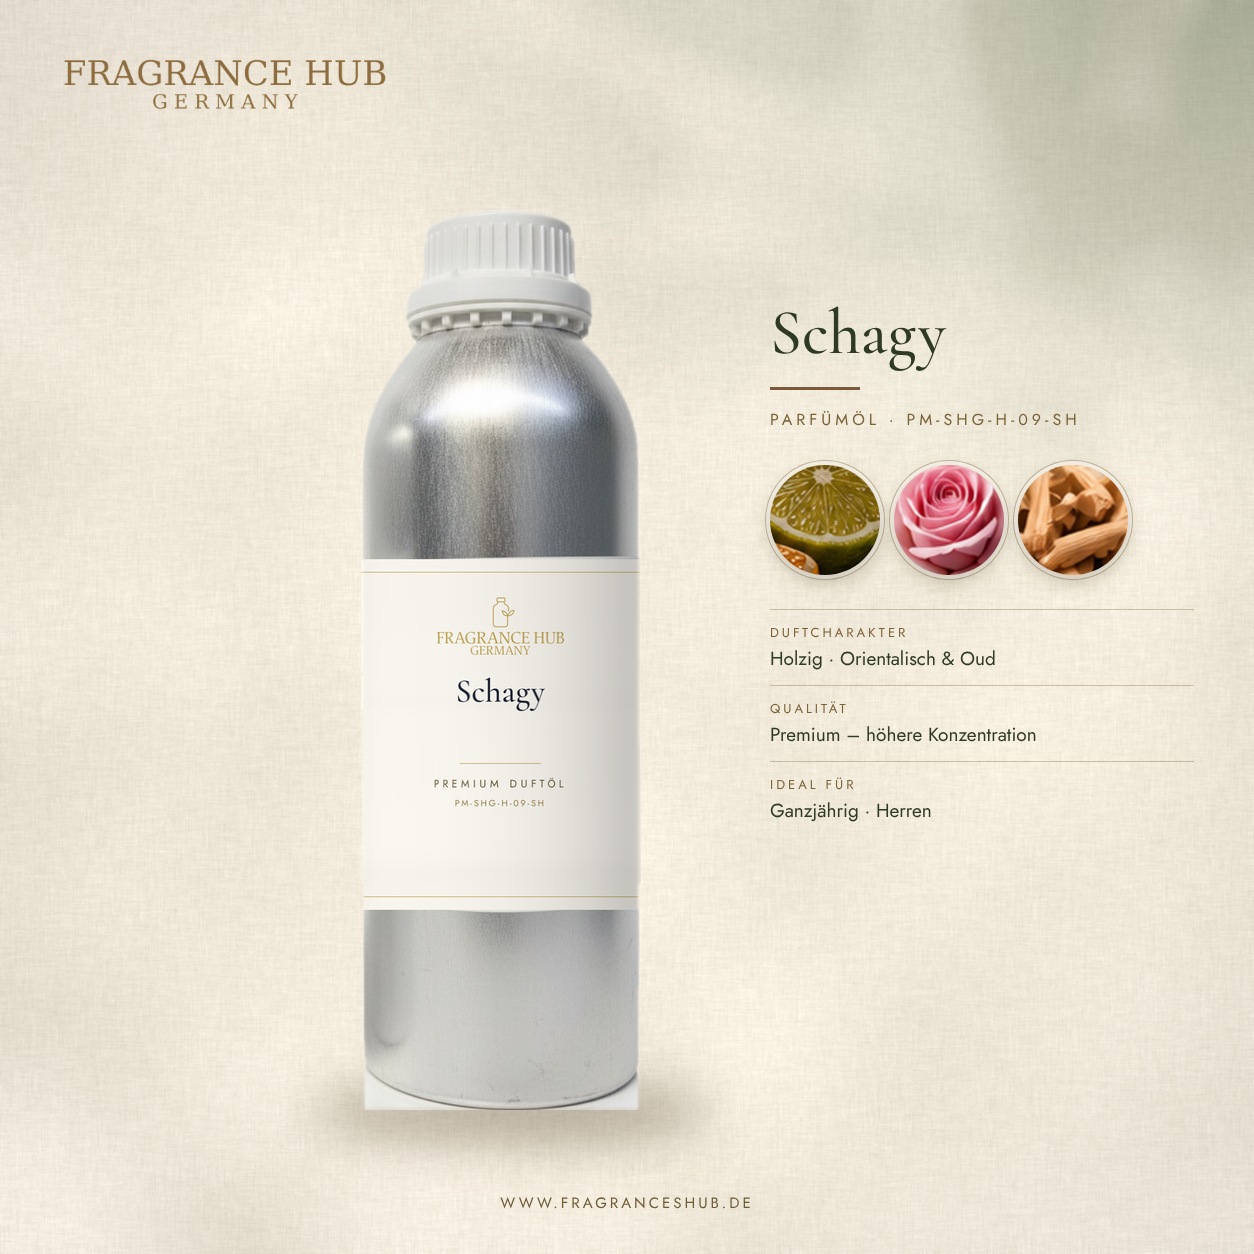 FRAGRANCE HUB
GERMANY
Schagy
PARFÜMÖL · PM-SHG-H-09-SH
DUFTCHARAKTER
Holzig · Orientalisch & Oud
QUALITÄT
Premium – höhere Konzentration
IDEAL FÜR
Ganzjährig · Herren
FRAGRANCE HUB
GERMANY
Schagy
PREMIUM DUFTÖL
PM-SHG-H-09-SH
WWW.FRAGRANCESHUB.DE